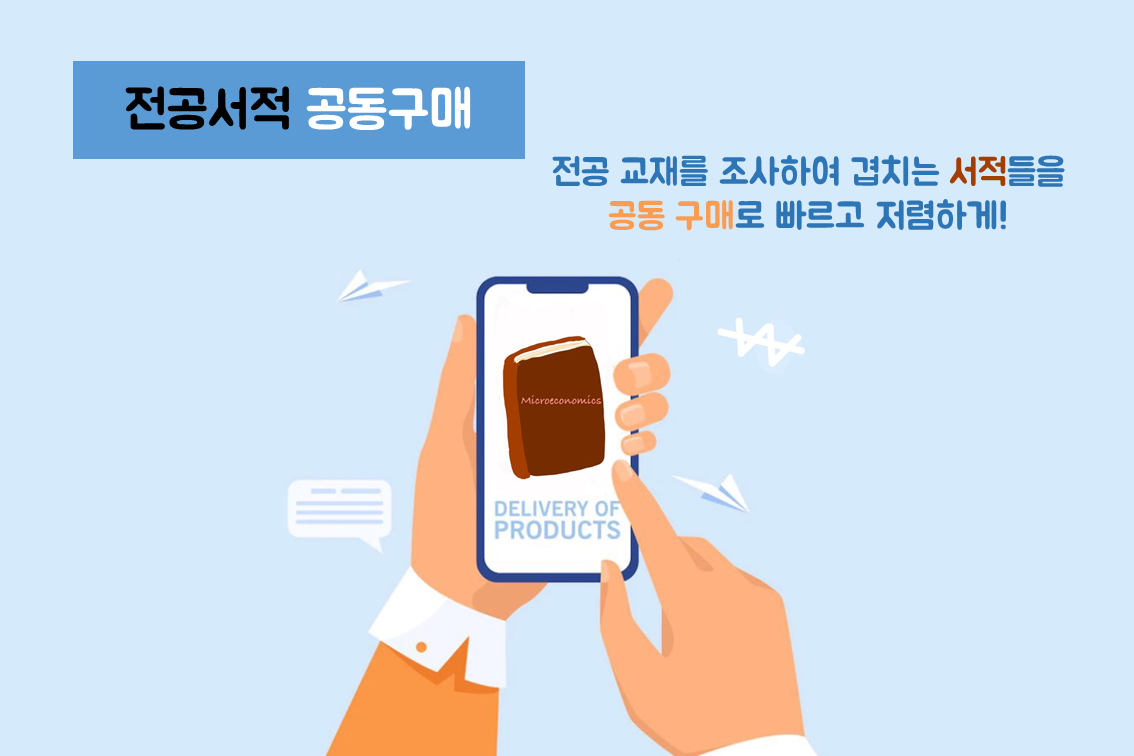 전공서적 공동구매
전공 교재를 조사하여 겹치는 서적들을
공동 구매로 빠르고 저렴하게!
Microeconomics
DELIVERY OF
PRODUCTS